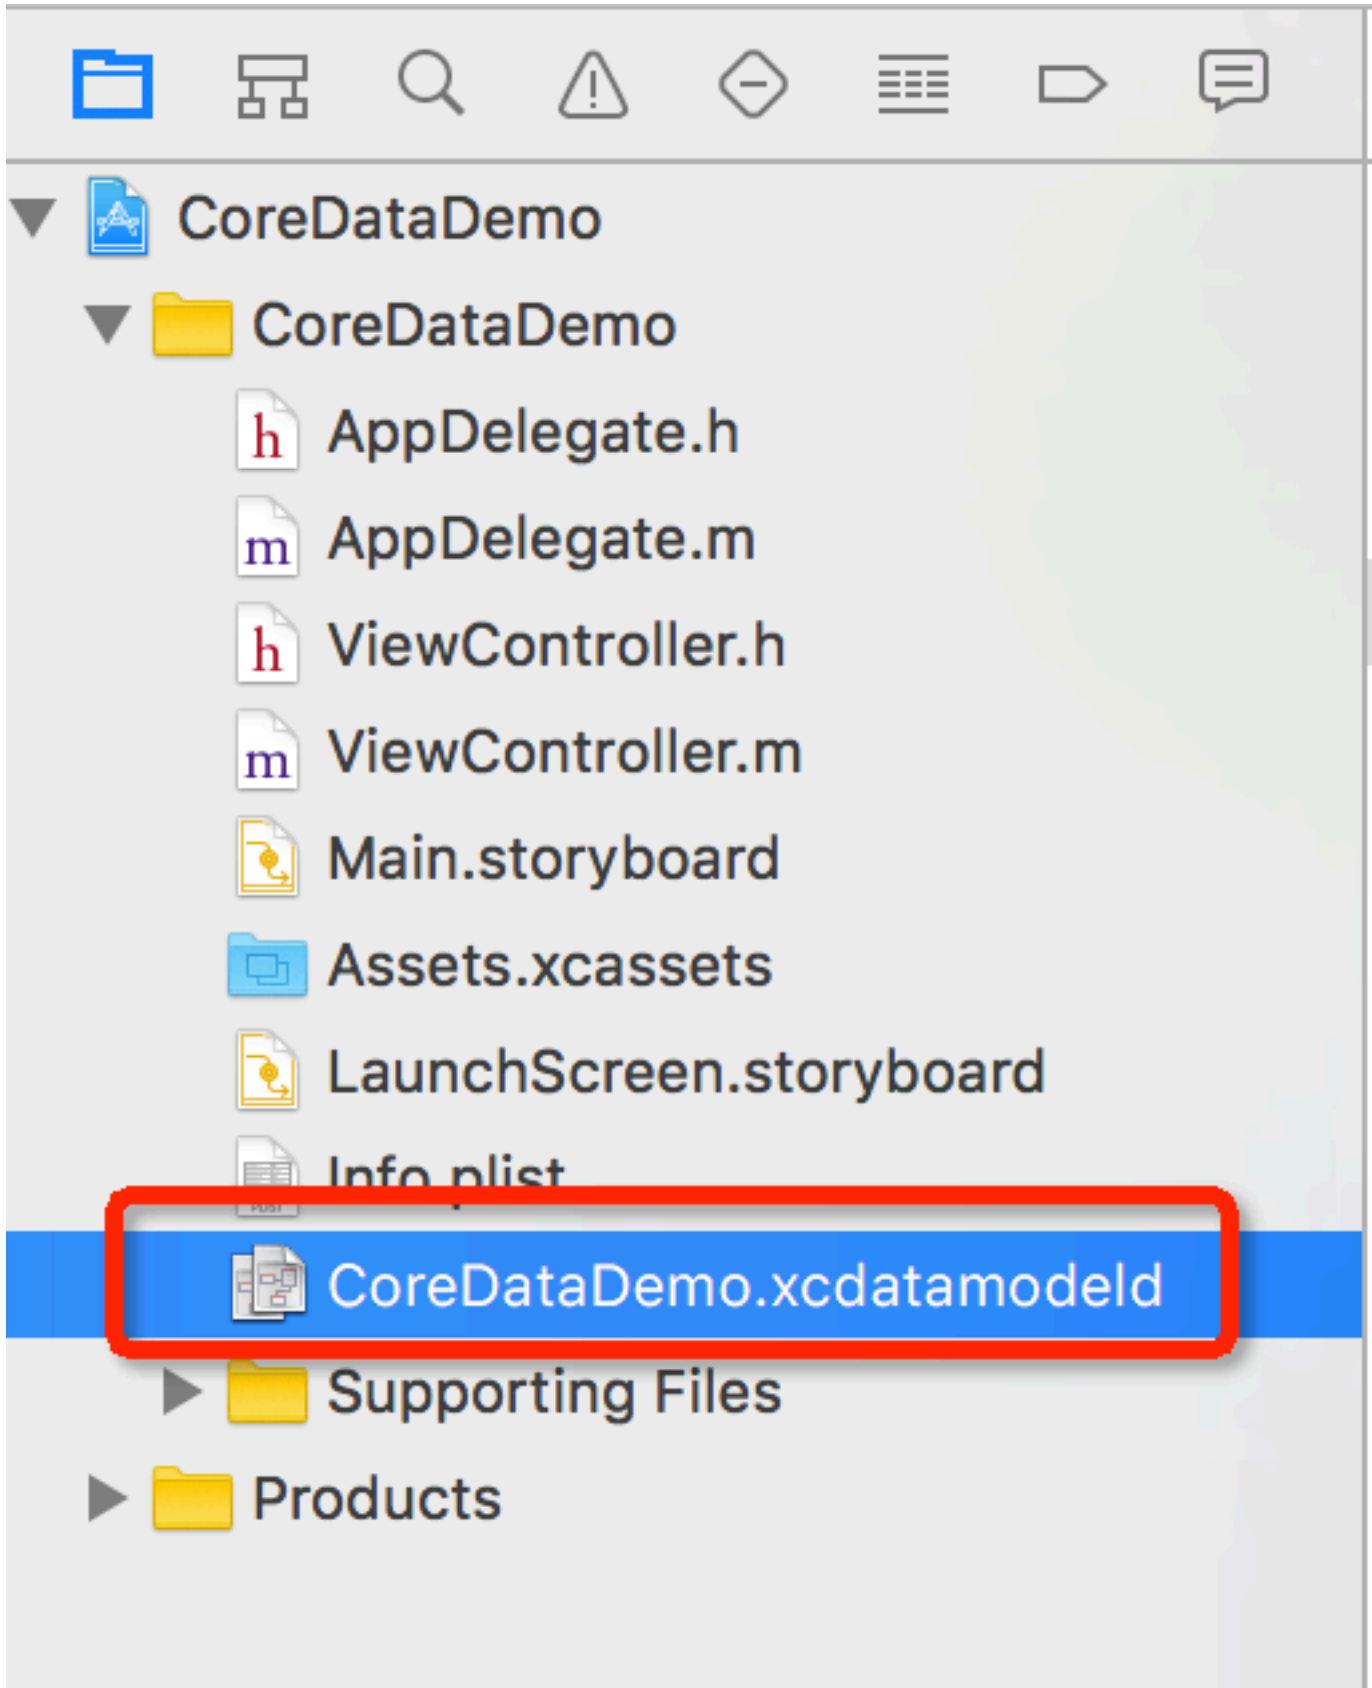 CoreDataDemo
CoreDataDemo
h AppDelegate.h
m AppDelegate.m
h ViewController.h
m ViewController.m
Main.storyboard
Assets.xcassets
LaunchScreen.storyboard
Info.plist
PLIST
CoreDataDemo.xcdatamodeld
Supporting Files
Products